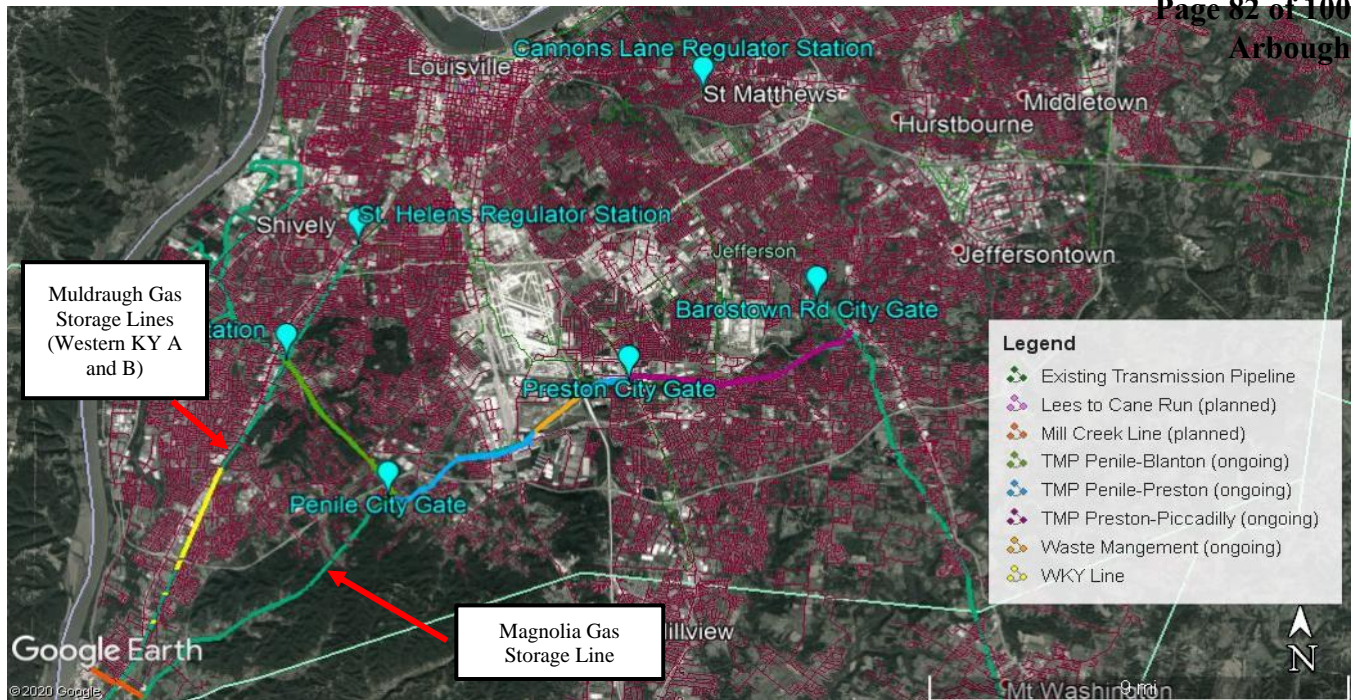 Page 82 of 100
Arbough
Cannons Lane Regulator Station
Louisville
St Matthews
Middletown
Hurstbourne
Shively
St. Helens Regulator Station
Jefferson
Jeffersontown
Muldraugh Gas
Storage Lines
(Western KY A
and B)
tation
Bardstown Rd City Gate
Preston City Gate
Penile City Gate
Legend
Existing Transmission Pipeline
Lees to Cane Run (planned)
Mill Creek Line (planned)
TMP Penile-Blanton (ongoing)
TMP Penile-Preston (ongoing)
TMP Preston-Piccadilly (ongoing)
Waste Mangement (ongoing)
WKY Line
Magnolia Gas
Storage Line
illview
Google Earth
N
© 2020 Google
Mt Washington
9 mi